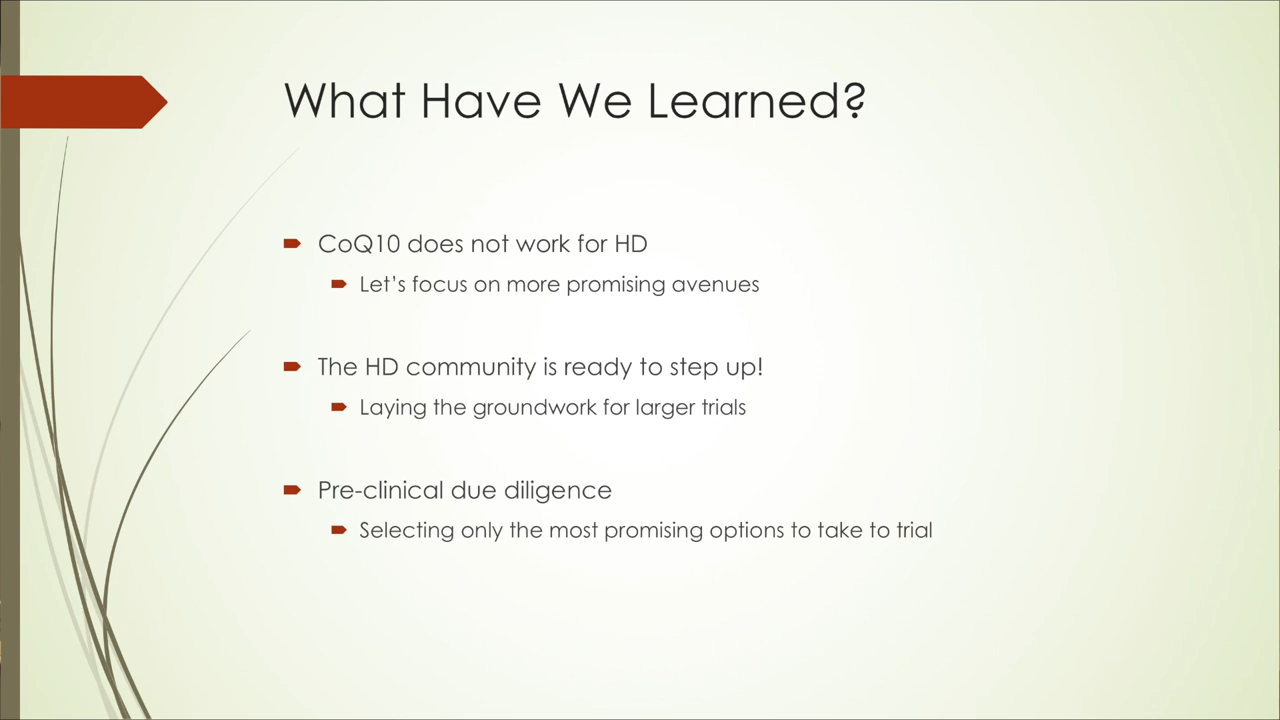 What Have We Learned?
CoQ10 does not work for HD
Let's focus on more promising avenues
The HD community is ready to step up!
Laying the groundwork for larger trials
Pre-clinical due diligence
Selecting only the most promising options to take to trial